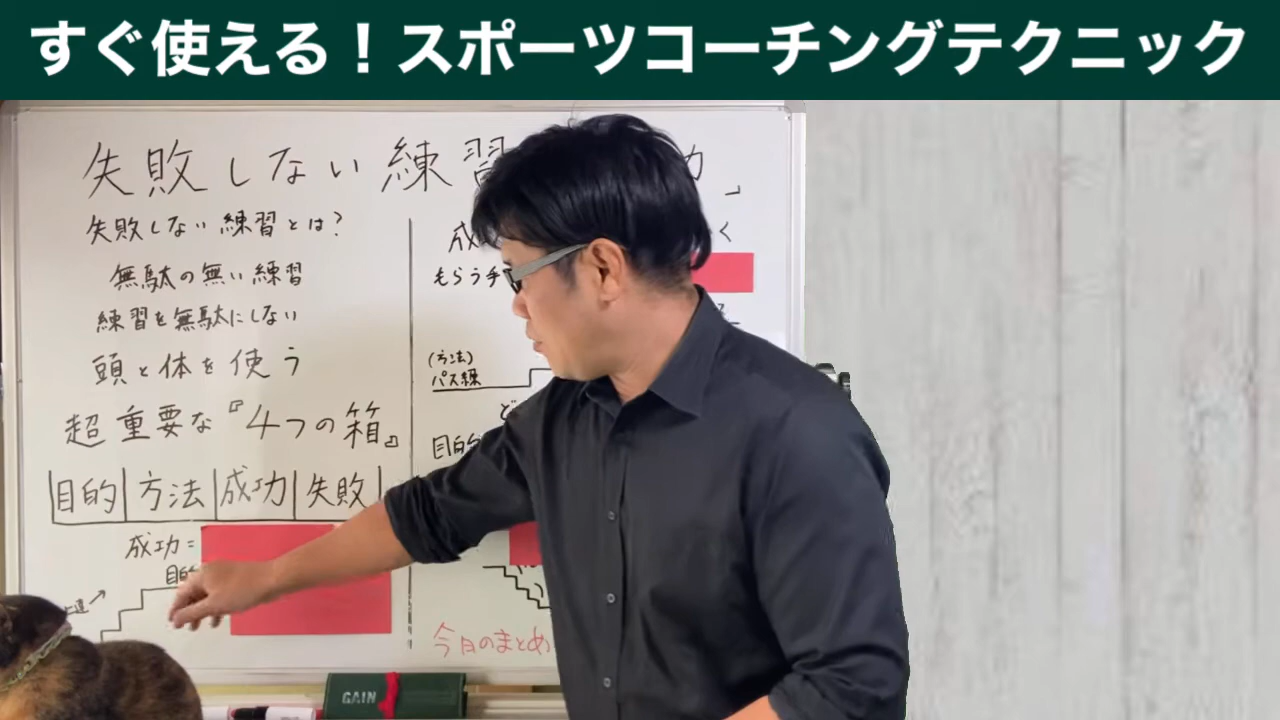 すぐ使える！スポーツコーチングテクニック
失敗しない練習
」
失敗しない練習とは？
無駄の無い練習
練習を無駄にしない
頭と体を使う
超重要な『4つの箱』
目的 方法 成功 失敗
成功=
目的
成
く
もらう
(方法)
パス練
目的
今日のまとめ
GAIN